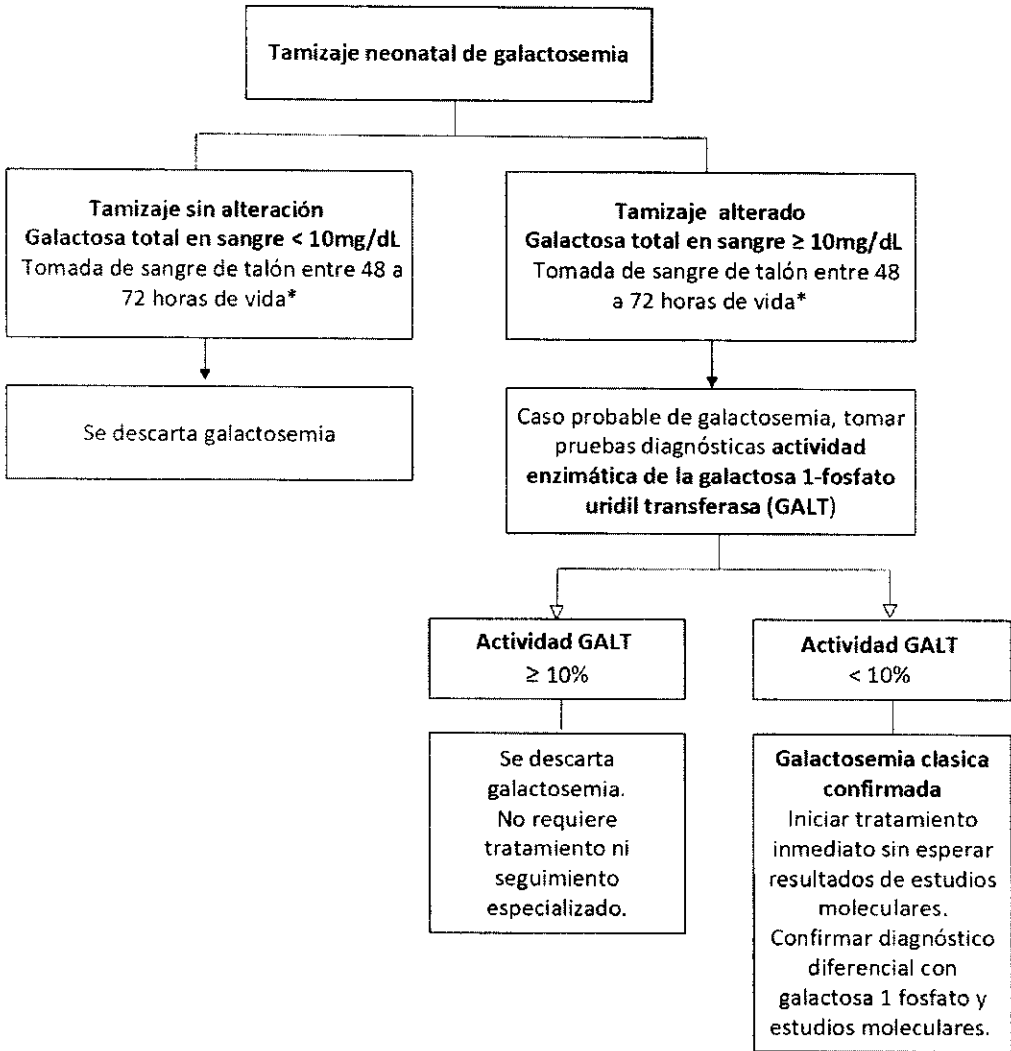 Tamizaje neonatal de galactosemia
Tamizaje sin alteración
Galactosa total en sangre < 10mg/dL
Tomada de sangre de talón entre 48 a
72 horas de vida*
Tamizaje alterado
Galactosa total en sangre ≥ 10mg/dL
Tomada de sangre de talón entre 48
a 72 horas de vida*
Se descarta galactosemia
Caso probable de galactosemia, tomar
pruebas diagnósticas actividad
enzimática de la galactosa 1-fosfato
uridil transferasa (GALT)
Actividad GALT
≥ 10%
Actividad GALT
< 10%
Se descarta
galactosemia.
No requiere
tratamiento ni
seguimiento
especializado.
Galactosemia clasica
confirmada
Iniciar tratamiento
inmediato sin esperar
resultados de estudios
moleculares.
Confirmar diagnóstico
diferencial con
galactosa 1 fosfato y
estudios moleculares.